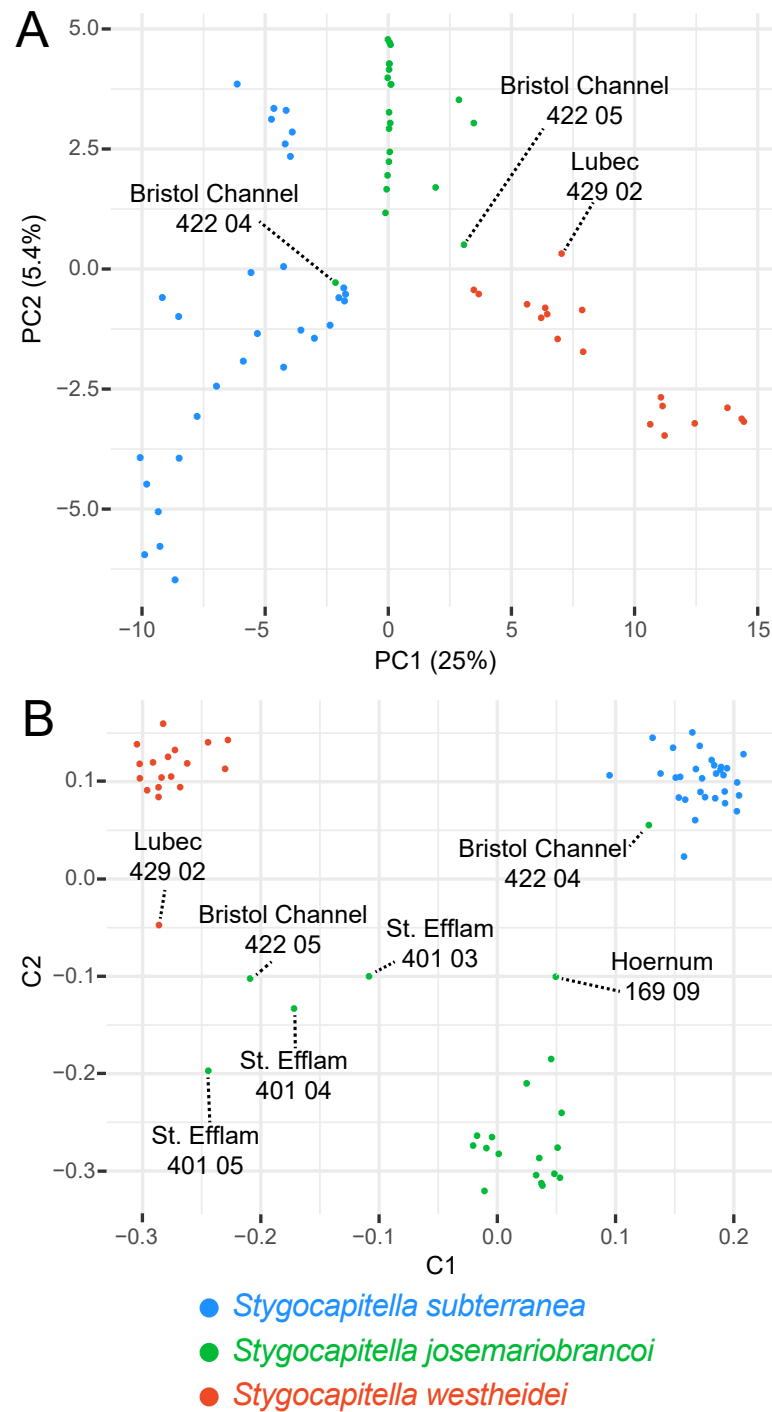 A
5.0
2.5
0.0
−2.5
−5.0
PC2 (5.4%)
Bristol Channel
422 05
Lubec
429 02
Bristol Channel
422 04
−10
−5
0
5
10
15
PC1 (25%)
B
0.1
0.0
−0.1
−0.2
−0.3
C2
Lubec
429 02
Bristol Channel
422 04
Bristol Channel
422 05
St. Efflam
401 03
Hoernum
169 09
St. Efflam
401 04
St. Efflam
401 05
−0.3
−0.2
−0.1
0.0
0.1
0.2
C1
Stygocapitella subterranea
Stygocapitella josemariobrancoi
Stygocapitella westheidei